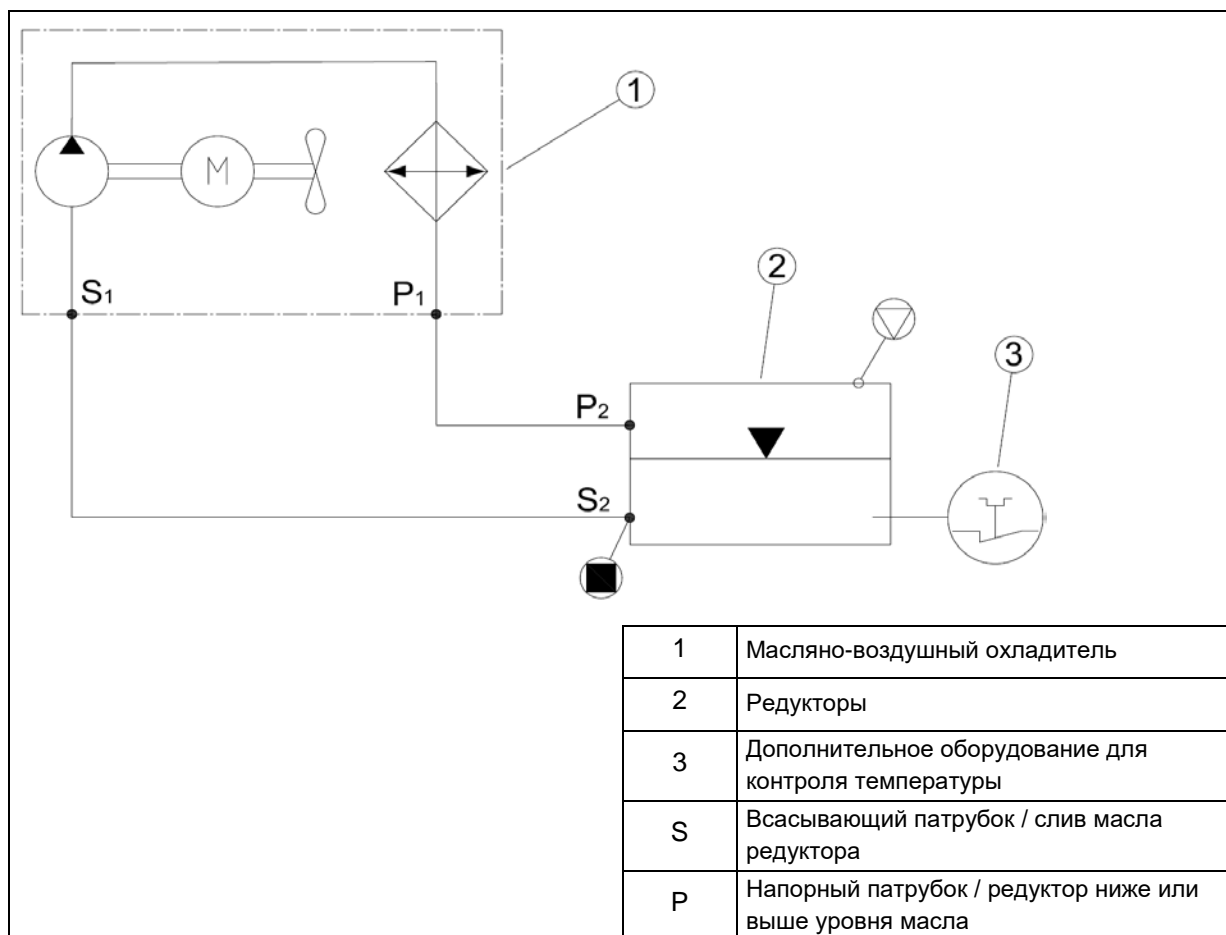 1
M
S1
P1
2
3
P2
S2
1 Масляно-воздушный охладитель
2 Редукторы
3 Дополнительное оборудование для
контроля температуры
S Всасывающий патрубок / слив масла
редуктора
P Напорный патрубок / редуктор ниже или
выше уровня масла